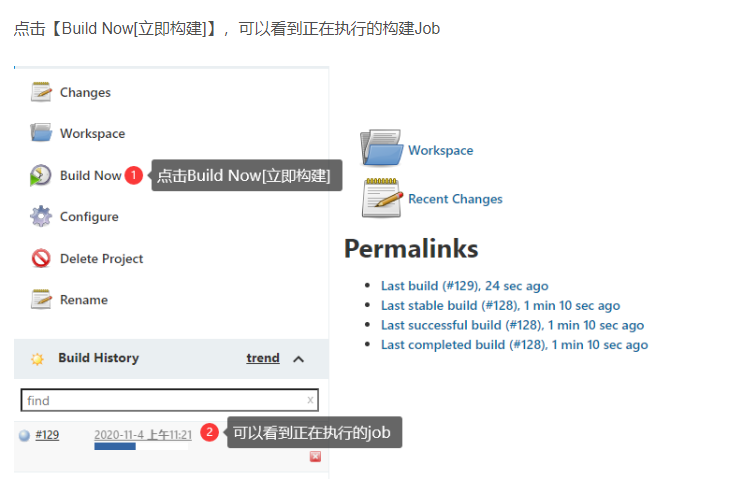 点击【Build Now[立即构建]】，可以看到正在执行的构建Job
Changes
Workspace
Build Now 1 点击Build Now[立即构建]
Configure
Delete Project
Rename
Workspace
Recent Changes
Permalinks
Last build (#129), 24 sec ago
Last stable build (#128), 1 min 10 sec ago
Last successful build (#128), 1 min 10 sec ago
Last completed build (#128), 1 min 10 sec ago
Build History trend
find x
#129 2020-11-4 上午11:21 2 可以看到正在执行的job